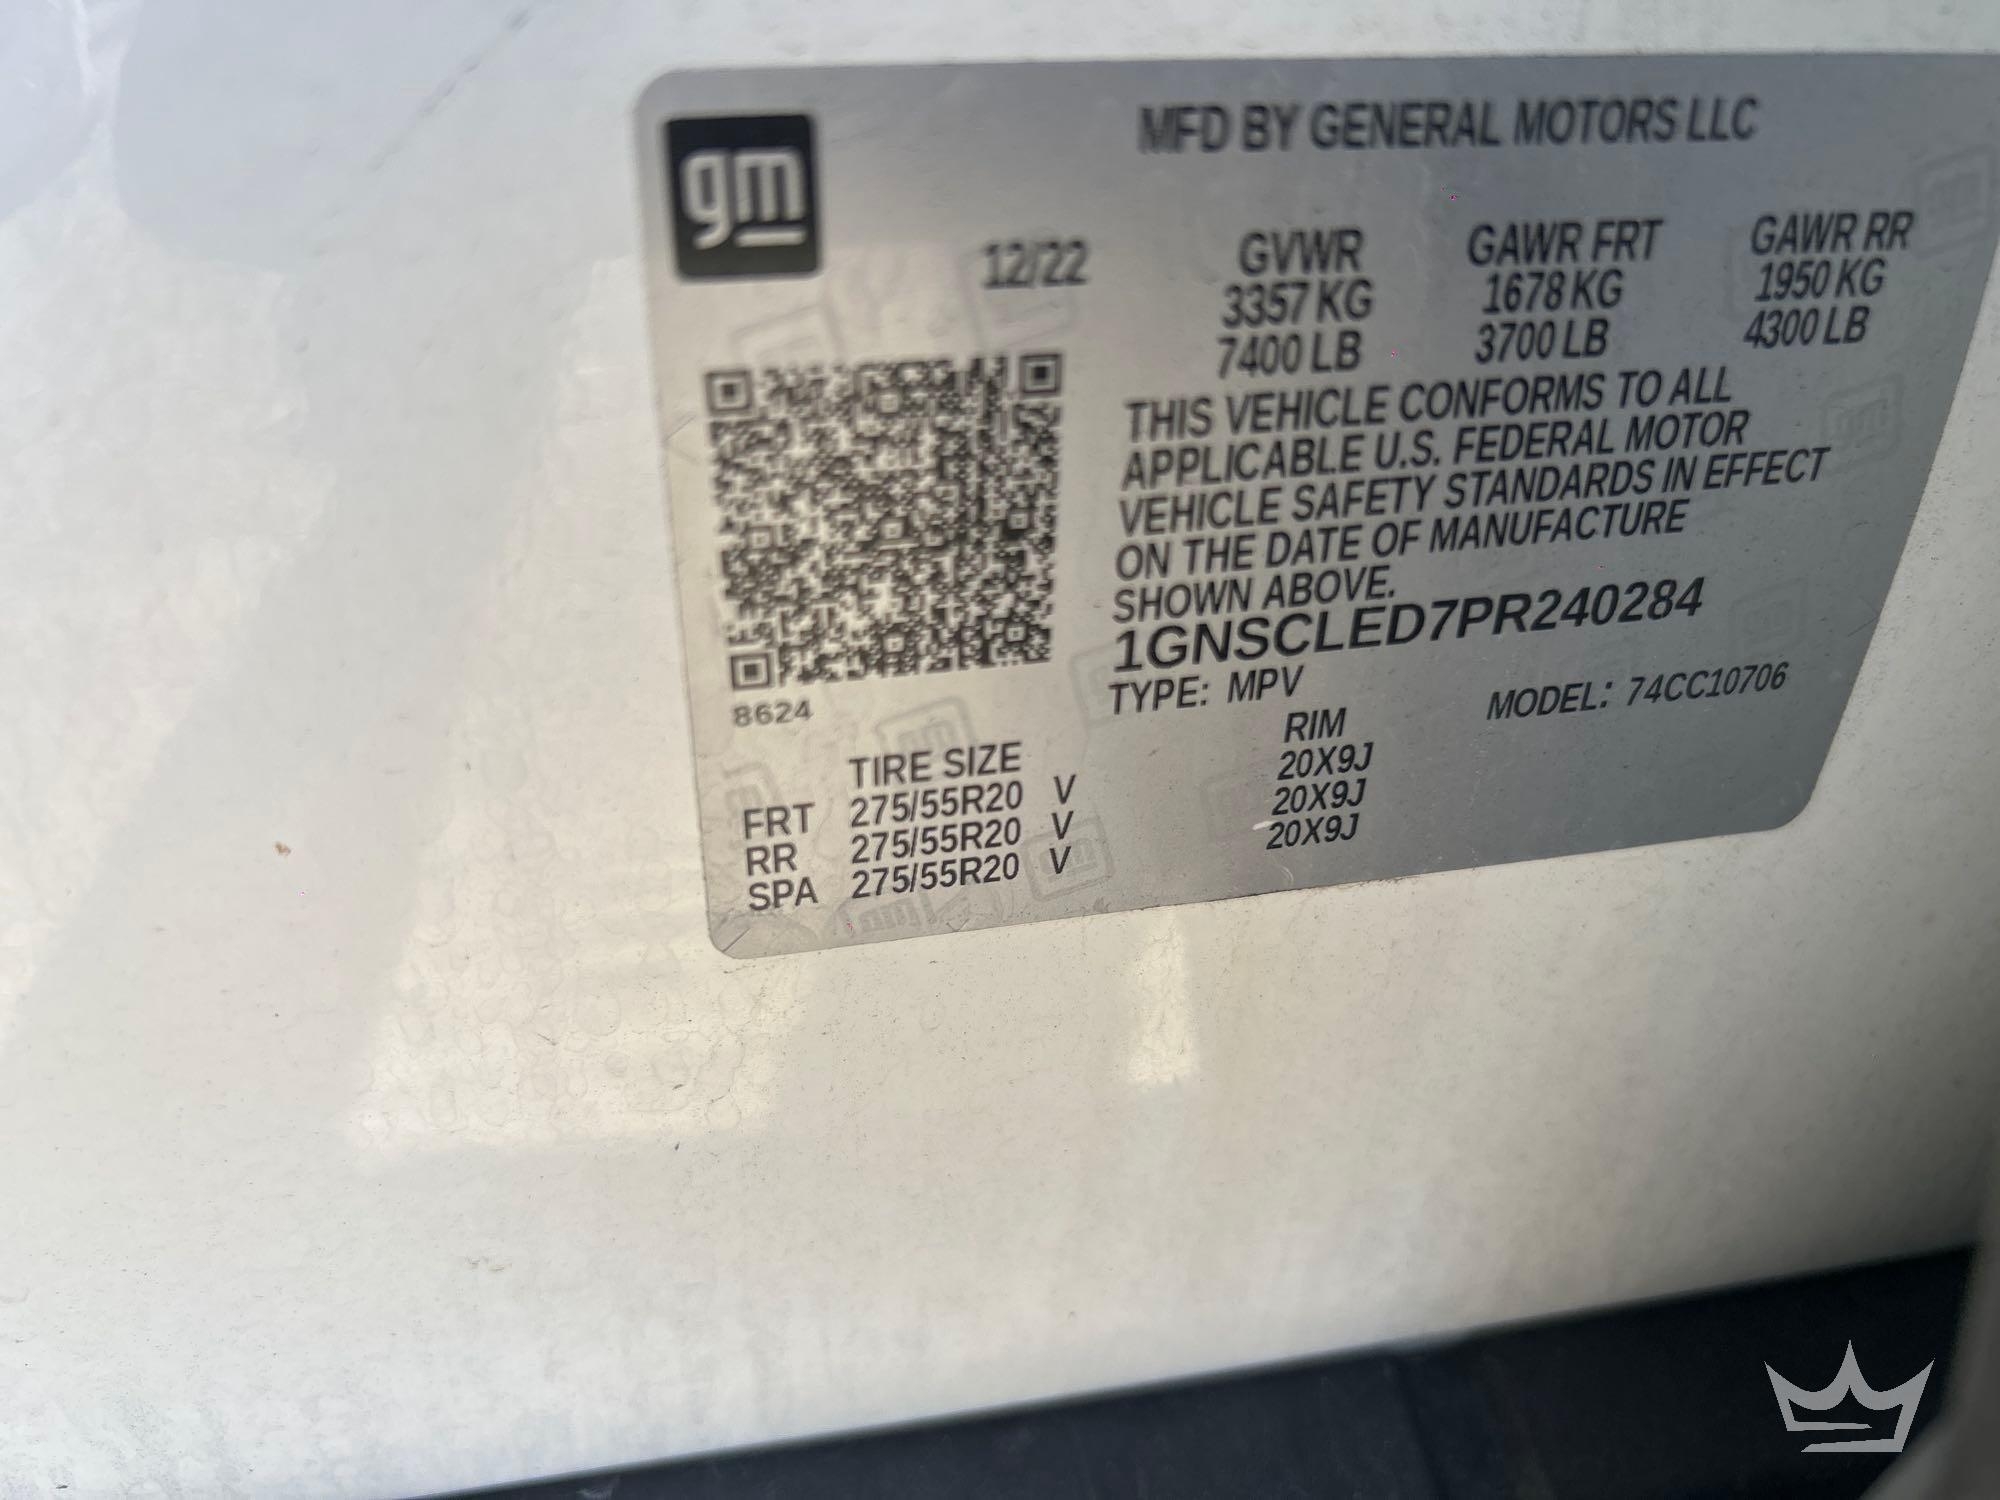 gm
MFD BY GENERAL MOTORS LLC
12/22 GVWR GAWR FRT GAWR RR
3357 KG 1678 KG 1950 KG
7400 LB 3700 LB 4300 LB
THIS VEHICLE CONFORMS TO ALL
APPLICABLE U.S. FEDERAL MOTOR
VEHICLE SAFETY STANDARDS IN EFFECT
ON THE DATE OF MANUFACTURE
SHOWN ABOVE.
1GNSCLED7PR240284
TYPE: MPV MODEL: 74CC10706
8624
TIRE SIZE RIM
FRT 275/55R20 V 20X9J
RR 275/55R20 V 20X9J
SPA 275/55R20 V 20X9J